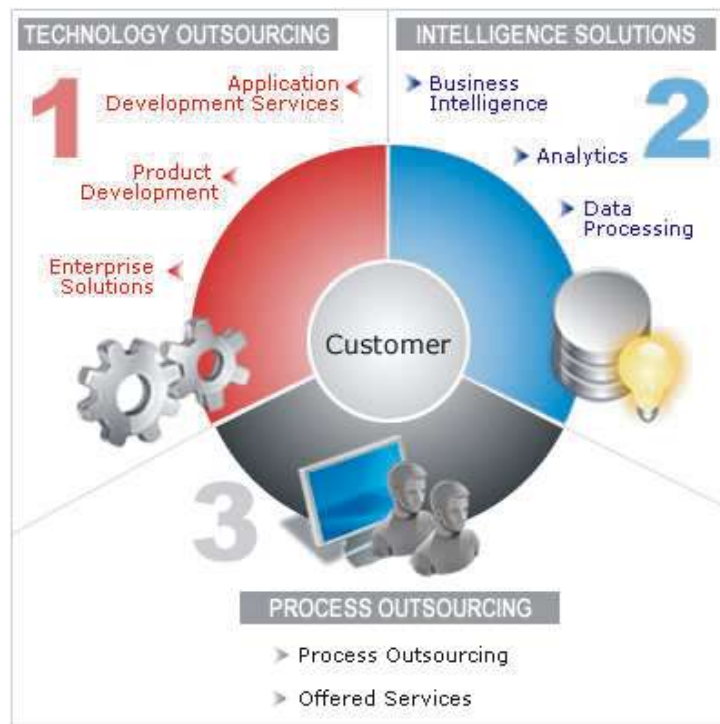 TECHNOLOGY OUTSOURCING
1
Application
Development Services
Product
Development
Enterprise
Solutions
INTELLIGENCE SOLUTIONS
2
Business
Intelligence
Analytics
Data
Processing
Customer
3
PROCESS OUTSOURCING
Process Outsourcing
Offered Services